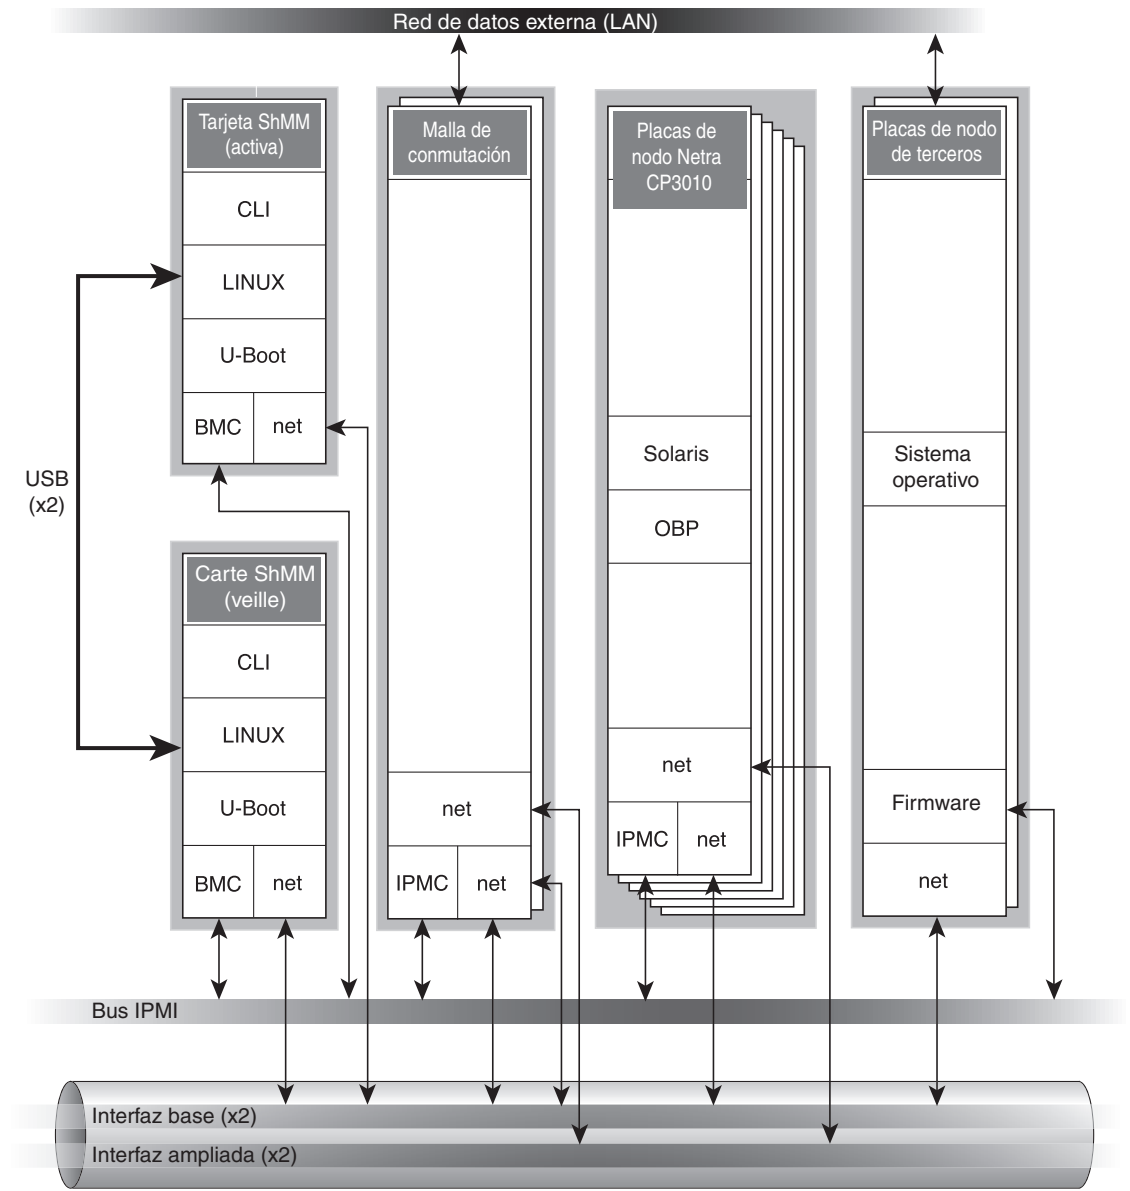 Red de datos externa (LAN)
Tarjeta ShMM
(activa)
CLI
LINUX
U-Boot
BMC
net
USB
(x2)
Carte ShMM
(veille)
CLI
LINUX
U-Boot
BMC
net
Malla de
conmutación
net
IPMC
net
Placas de
nodo Netra
CP3010
Solaris
OBP
net
IPMC
net
Placas de nodo
de terceros
Sistema
operativo
Firmware
net
Bus IPMI
Interfaz base (x2)
Interfaz ampliada (x2)